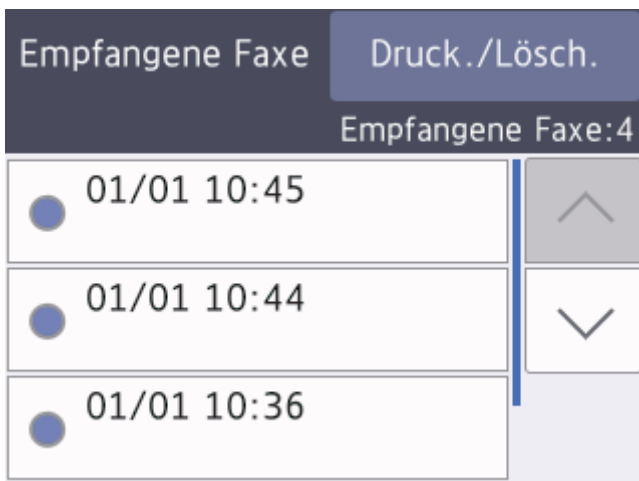 Empfangene Faxe
Druck./Lösch.
Empfangene Faxe:4
01/01 10:45
01/01 10:44
01/01 10:36